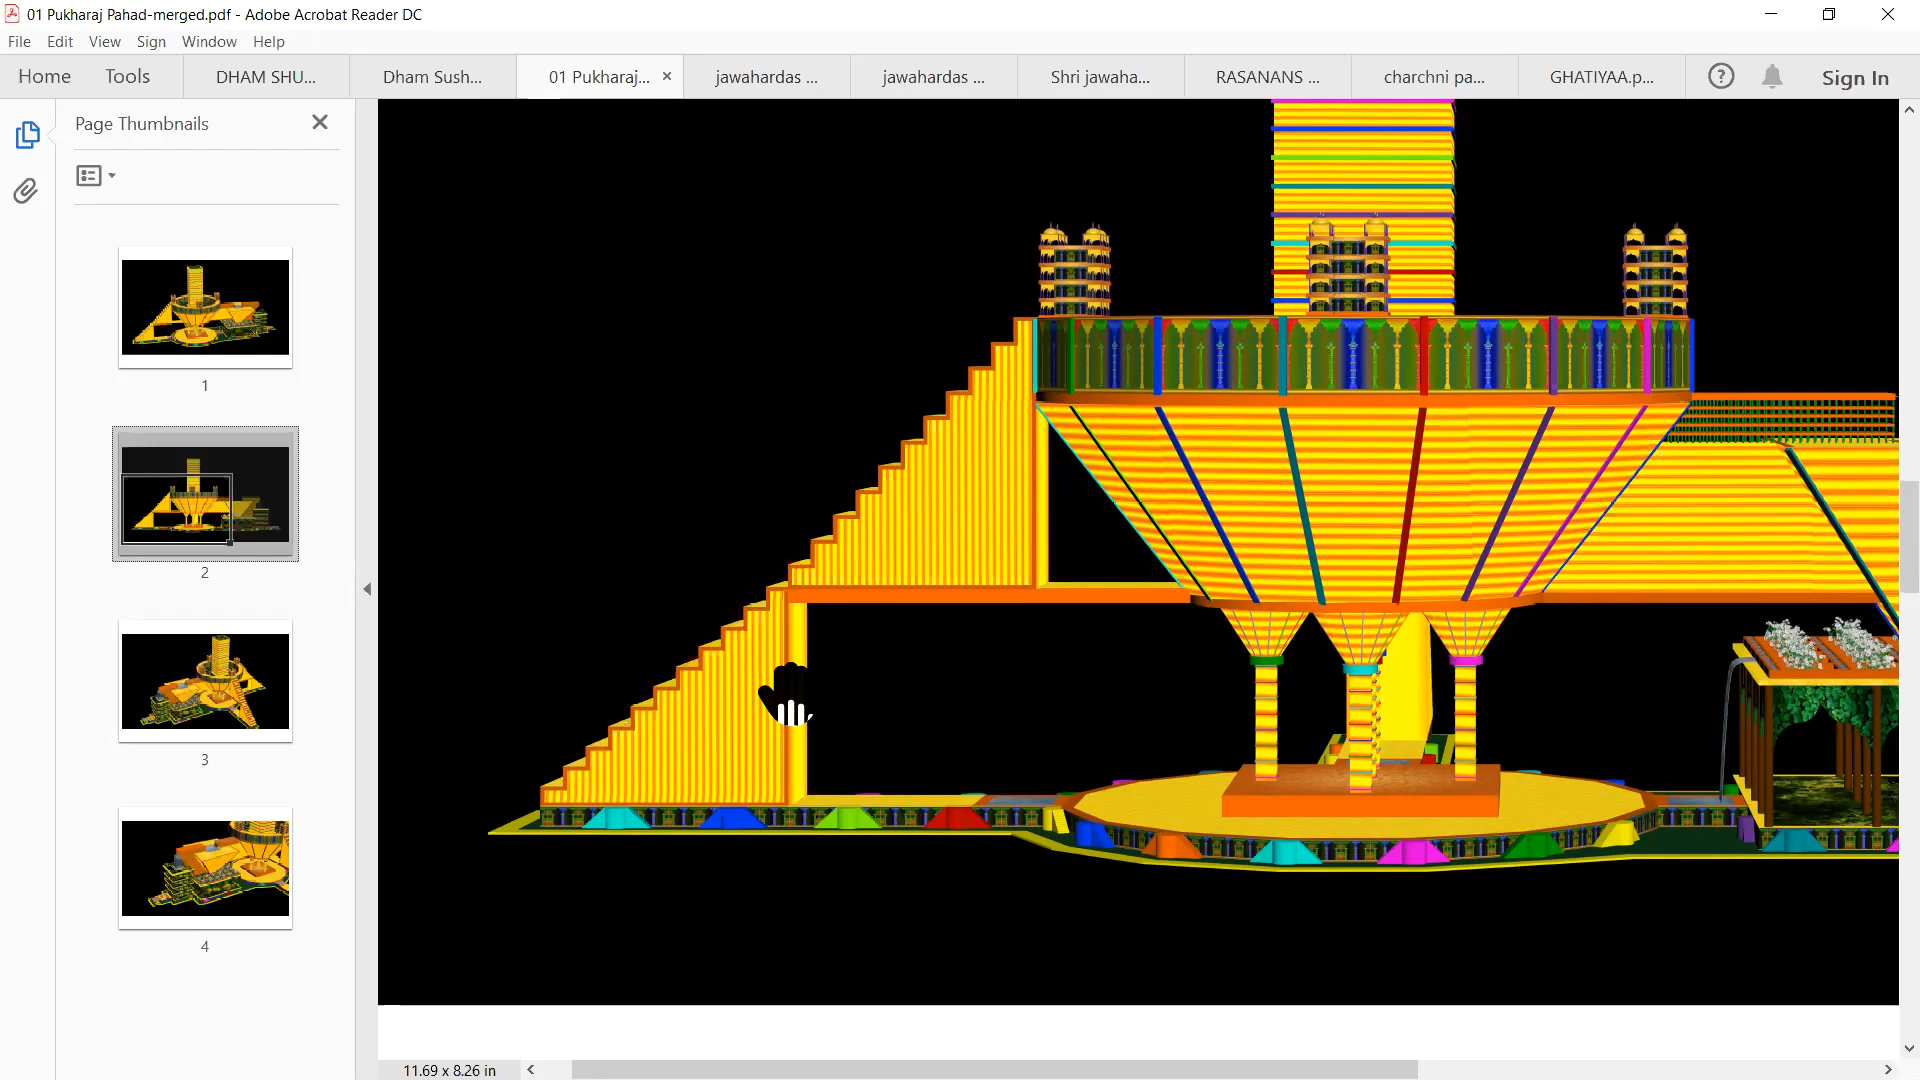 01 Pukharaj Pahad-merged.pdf - Adobe Acrobat Reader DC
File Edit View Sign Window Help
Home Tools DHAM SHU... Dham Sush... 01 Pukharaj... jawahardas ... jawahardas ... Shri jawaha... RASANANS ... charchni pa... GHATIYAA.p... Sign In
Page Thumbnails
1
2
3
4
11.69 x 8.26 in